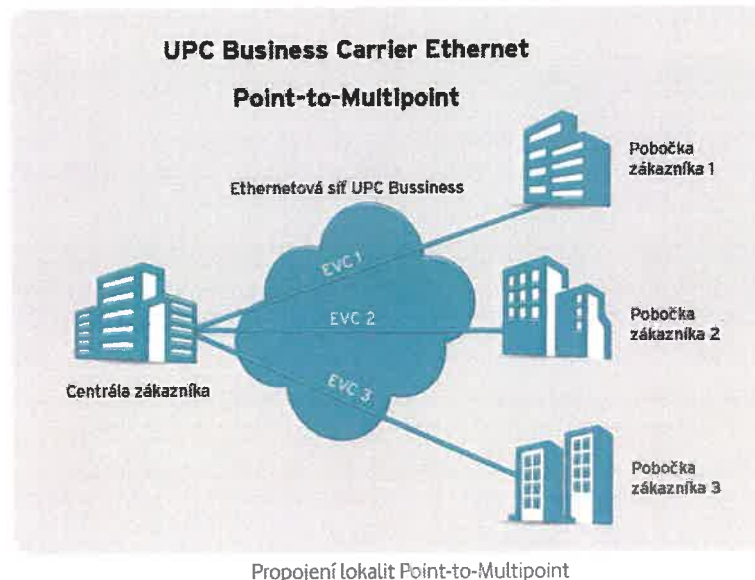 UPC Business Carrier Ethernet
Point-to-Multipoint
Ethernetová síť UPC Bussiness
Pobočka
zákazníka 1
EVC 1
EVC 2
EVC 3
Pobočka
zákazníka 2
Centrála zákazníka
Pobočka
zákazníka 3
Propojení lokalit Point-to-Multipoint